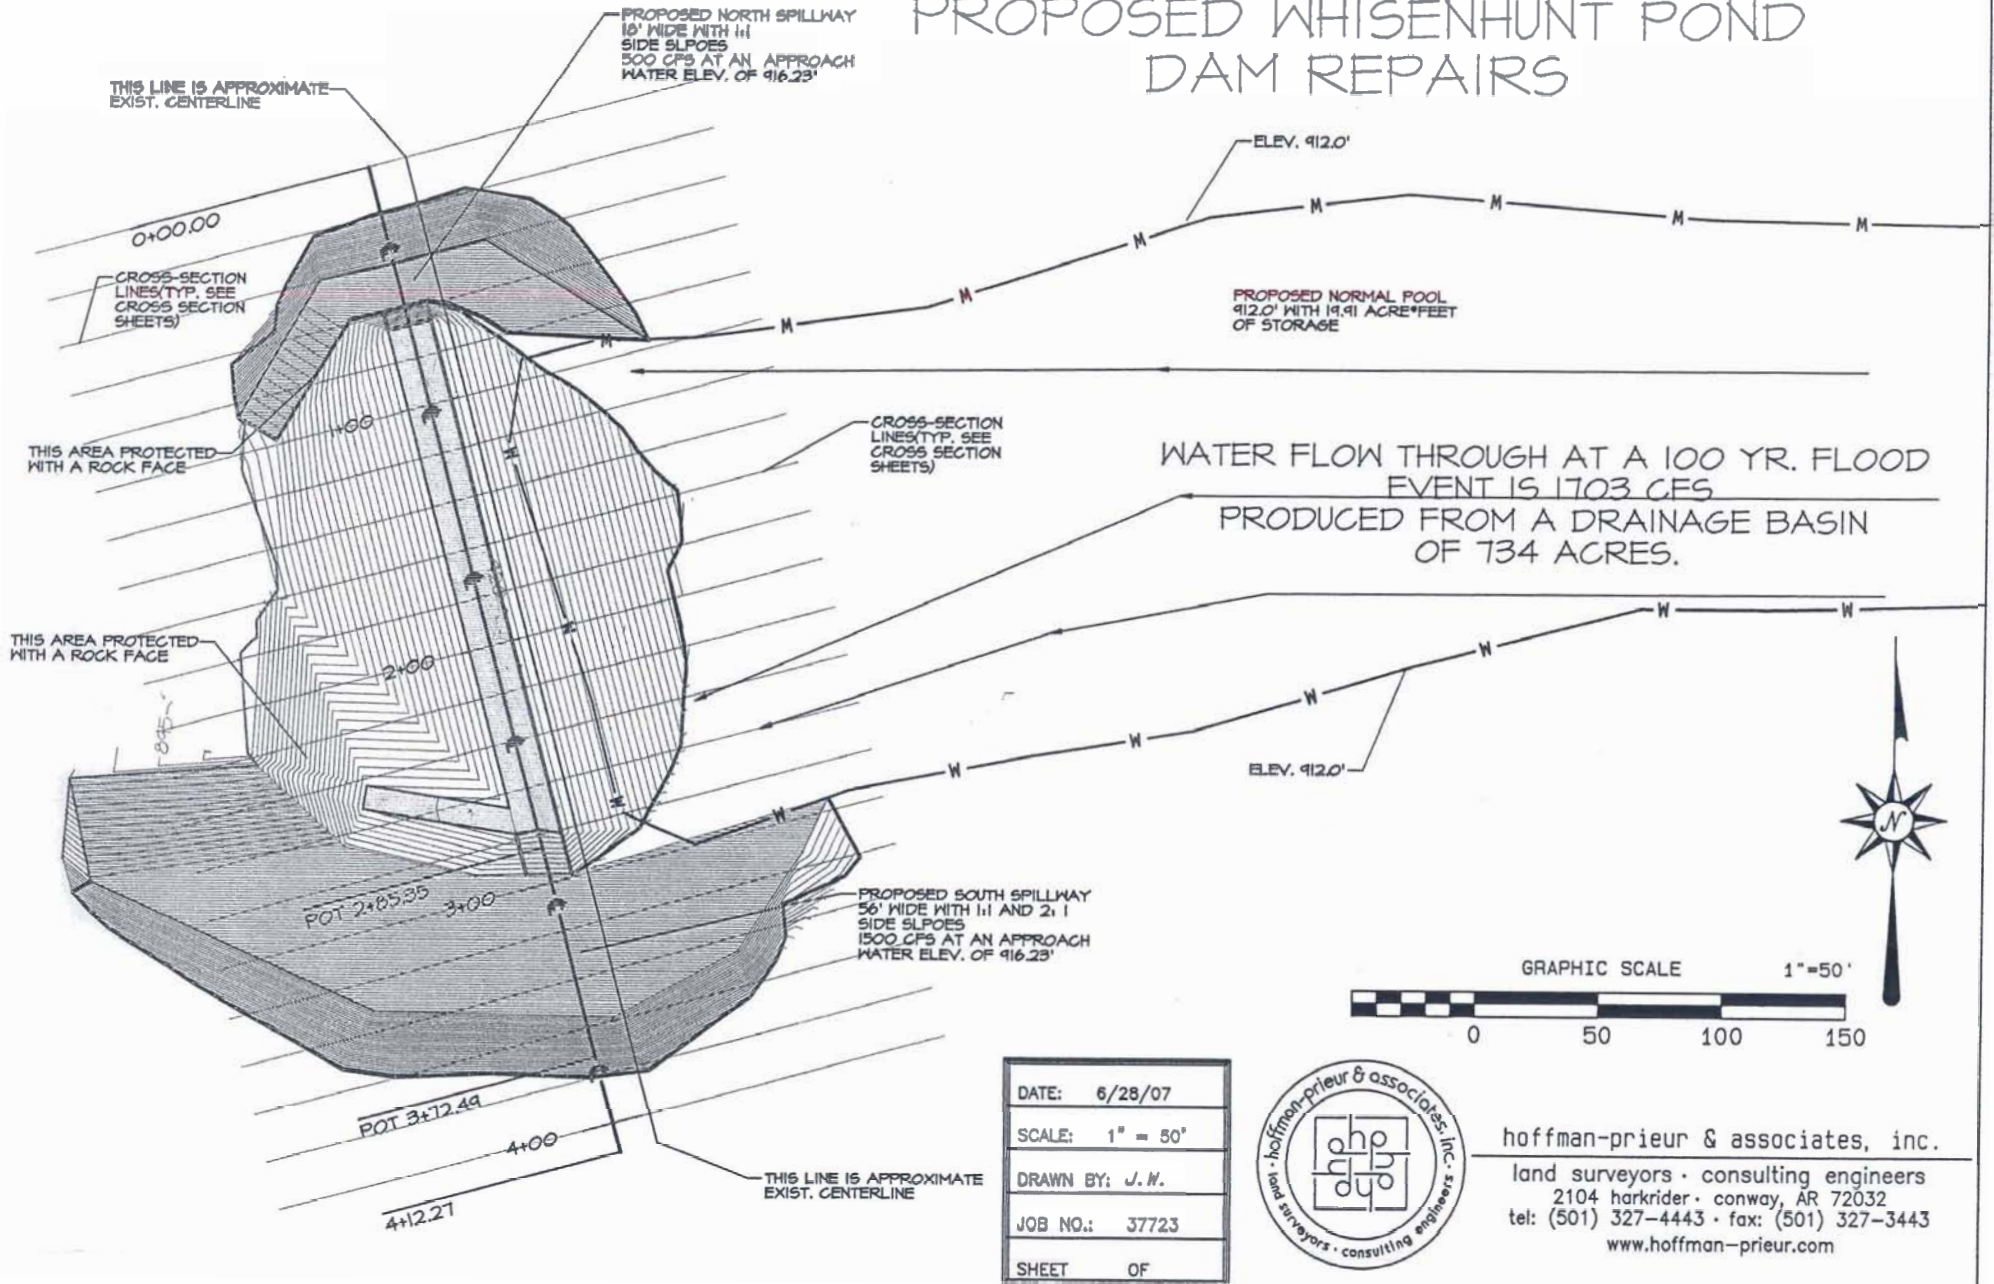 PROPOSED WHISENHUNT POND
DAM REPAIRS
PROPOSED NORTH SPILLWAY
18' WIDE WITH 1:1
SIDE SLPOES
500 CFS AT AN APPROACH
WATER ELEV. OF 916.23'
THIS LINE IS APPROXIMATE
EXIST. CENTERLINE
ELEV. 912.0'
0+00.00
CROSS-SECTION
LINES(TYP. SEE
CROSS SECTION
SHEETS)
PROPOSED NORMAL POOL
912.0' WITH 19.91 ACRE*FEET
OF STORAGE
W W W W W W W W
1+00
THIS AREA PROTECTED
WITH A ROCK FACE
CROSS-SECTION
LINES(TYP. SEE
CROSS SECTION
SHEETS)
WATER FLOW THROUGH AT A 100 YR. FLOOD
EVENT IS 1703 CFS
PRODUCED FROM A DRAINAGE BASIN
OF 734 ACRES.
W W W
THIS AREA PROTECTED
WITH A ROCK FACE
2+00
895
W W W W W W W
ELEV. 912.0'
N
POT 2+85.35
3+00
PROPOSED SOUTH SPILLWAY
56' WIDE WITH 1:1 AND 2:1
SIDE SLPOES
1500 CFS AT AN APPROACH
WATER ELEV. OF 916.23'
GRAPHIC SCALE 1"=50'
0 50 100 150
POT 3+72.49
4+00
4+12.27
THIS LINE IS APPROXIMATE
EXIST. CENTERLINE
DATE: 6/28/07
SCALE: 1" = 50'
DRAWN BY: J.W.
JOB NO.: 37723
SHEET OF
hoffman-prieur & associates, inc.
land surveyors · consulting engineers
hoffman-prieur & associates, inc.
land surveyors · consulting engineers
2104 harkrider · conway, AR 72032
tel: (501) 327-4443 · fax: (501) 327-3443
www.hoffman-prieur.com